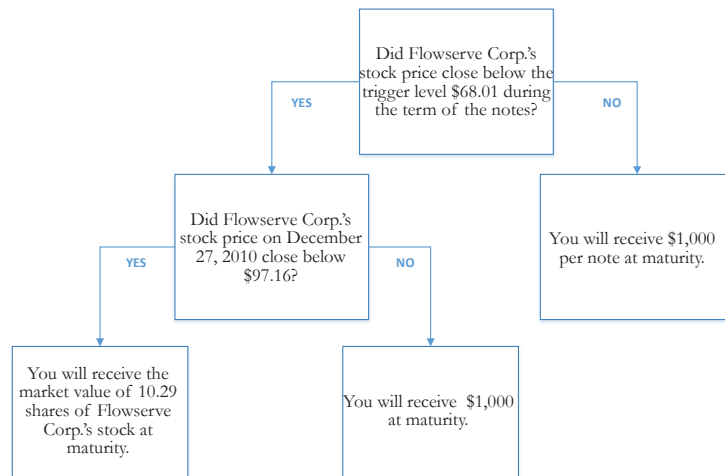 Did Flowserve Corp.'s
stock price close below the
trigger level $68.01 during
the term of the notes?
YES
NO
Did Flowserve Corp.'s
stock price on December
27, 2010 close below
$97.16?
You will receive $1,000
per note at maturity.
YES
NO
You will receive the
market value of 10.29
shares of Flowserve
Corp.'s stock at
maturity.
You will receive $1,000
at maturity.